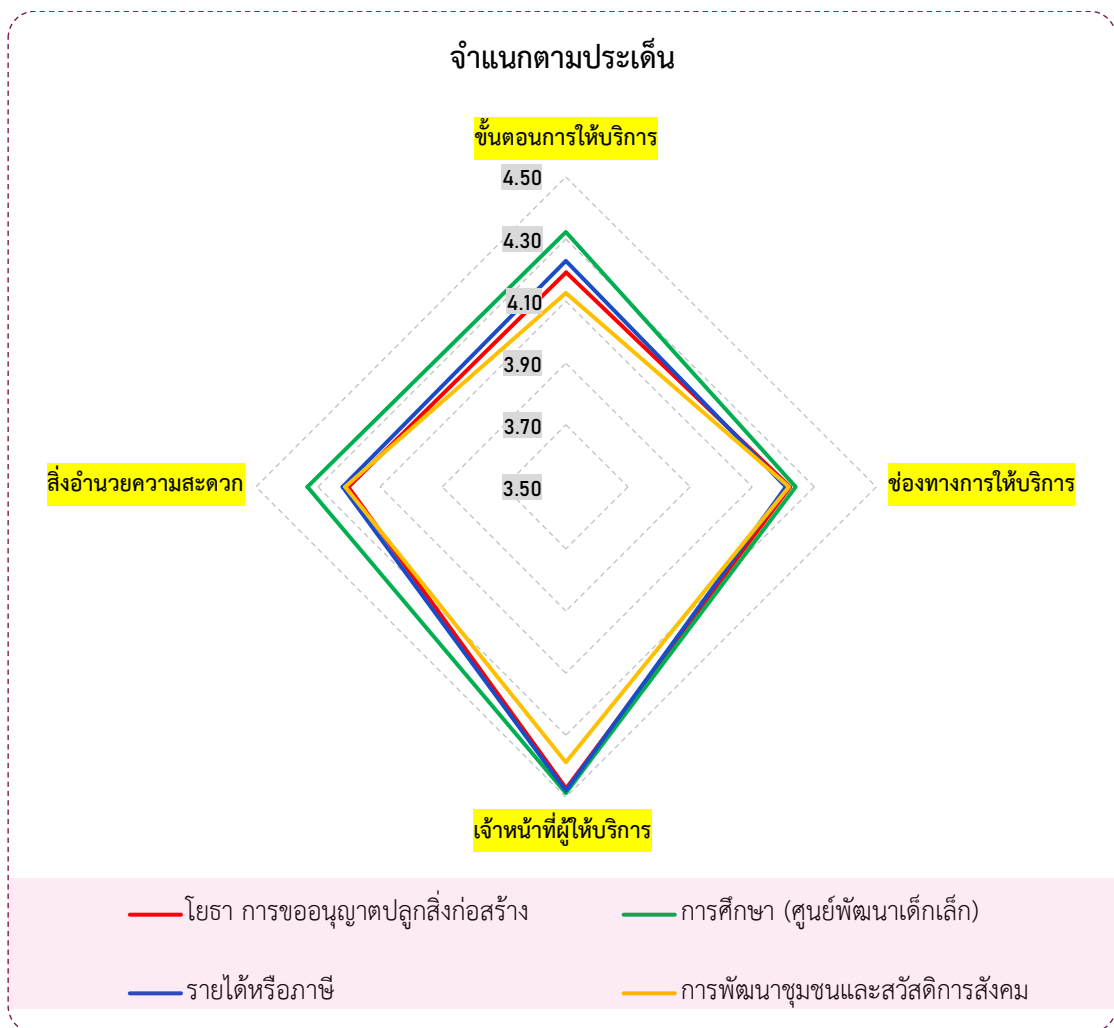 จำแนกตามประเด็น
ขั้นตอนการให้บริการ
4.50
4.30
4.10
3.90
3.70
3.50
สิ่งอำนวยความสะดวก
ช่องทางการให้บริการ
เจ้าหน้าที่ผู้ให้บริการ
โยธา การขออนุญาตปลูกสิ่งก่อสร้าง
การศึกษา (ศูนย์พัฒนาเด็กเล็ก)
รายได้หรือภาษี
การพัฒนาชุมชนและสวัสดิการสังคม